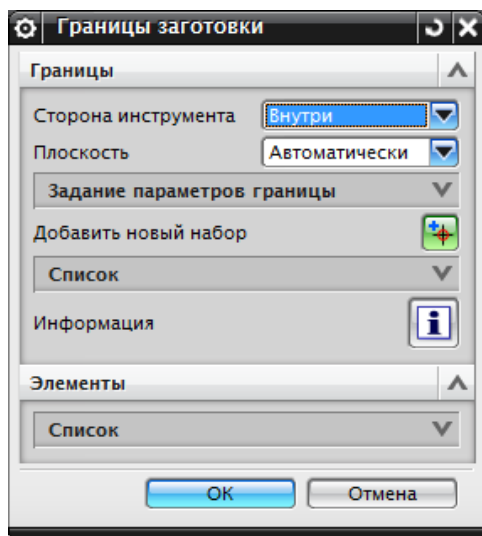 Границы заготовки
Границы
Сторона инструмента Внутри
Плоскость Автоматически
Задание параметров границы
Добавить новый набор
Список
Информация
Элементы
Список
ОК Отмена